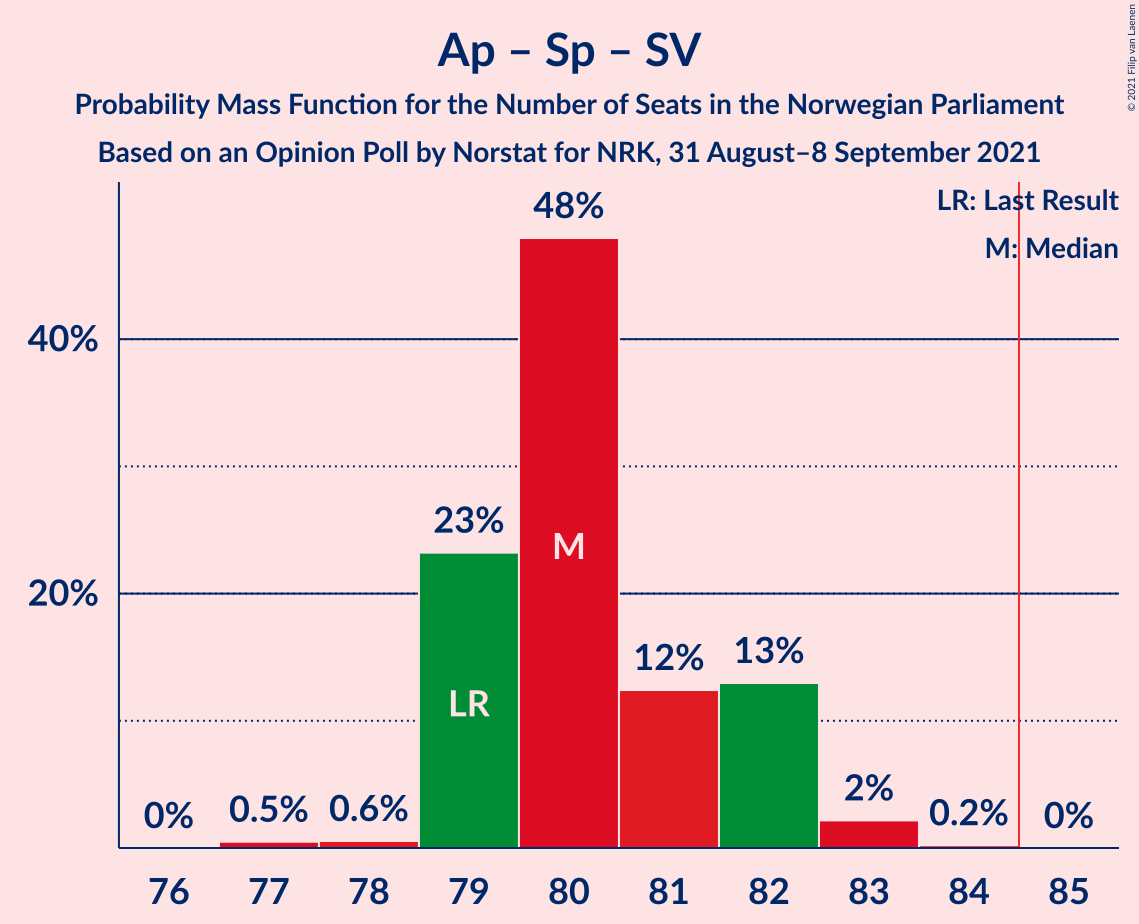 Ap – Sp – SV
Probability Mass Function for the Number of Seats in the Norwegian Parliament
Based on an Opinion Poll by Norstat for NRK, 31 August–8 September 2021
© 2021 Filip van Laenen
LR: Last Result
M: Median
48%
40%
23%
M
20%
12%
13%
LR
0%
0.5%
0.6%
2%
0.2%
0%
76
77
78
79
80
81
82
83
84
85